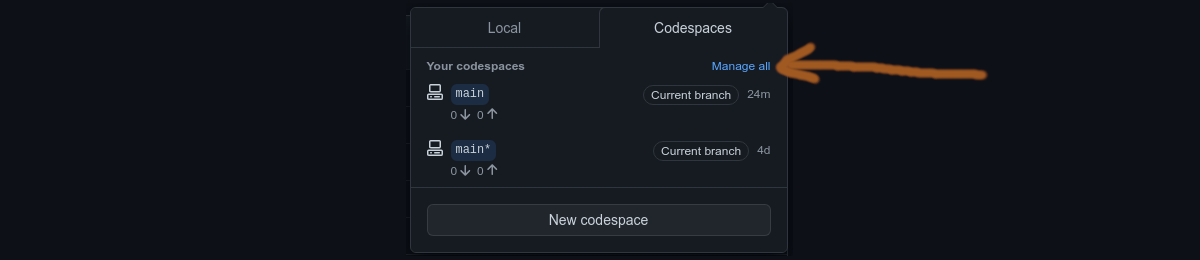 Local Codespaces
Your codespaces Manage all
main Current branch 24m
0 0
main* Current branch 4d
0 0
New codespace